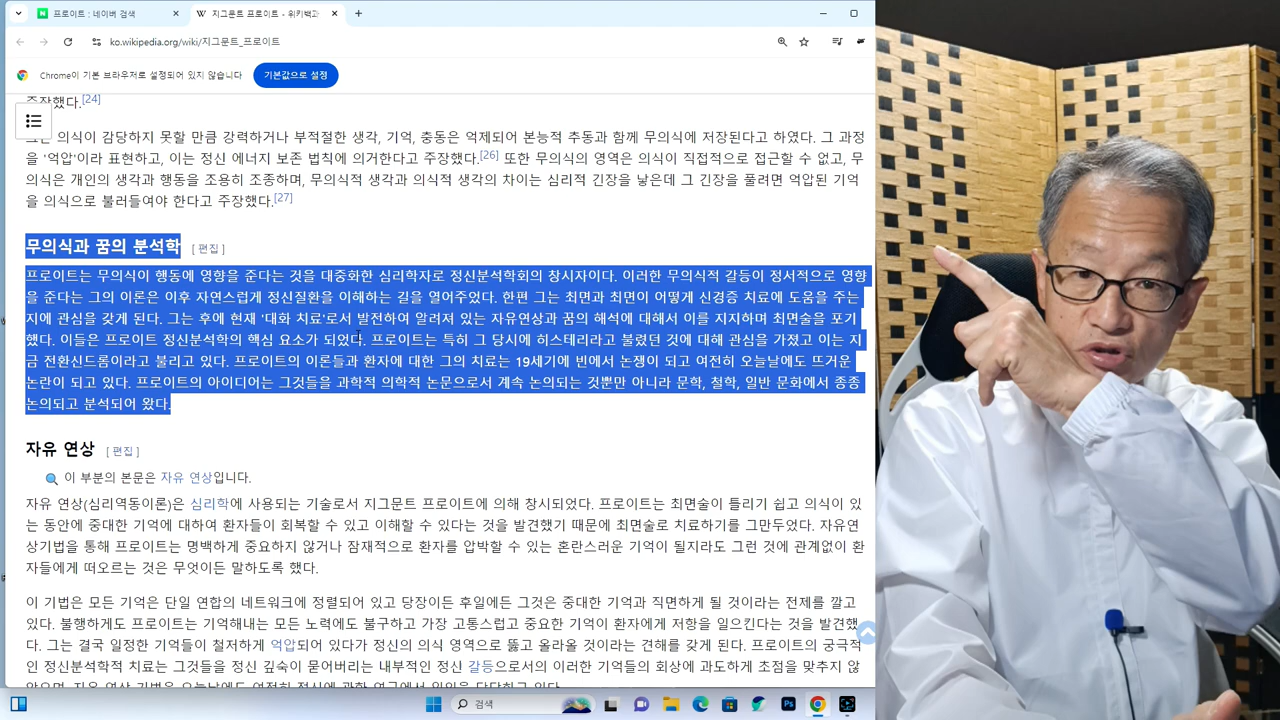 프로이트 : 네이버 검색
지그문트 프로이트 - 위키백과
ko.wikipedia.org/wiki/지그문트_프로이트
Chrome이 기본 브라우저로 설정되어 있지 않습니다
기본값으로 설정
주장했다.[24]
의식이 감당하지 못할 만큼 강력하거나 부적절한 생각, 기억, 충동은 억제되어 본능적 추동과 함께 무의식에 저장된다고 하였다. 그 과정
을 '억압'이라 표현하고, 이는 정신 에너지 보존 법칙에 의거한다고 주장했다.[26] 또한 무의식의 영역은 의식이 직접적으로 접근할 수 없고, 무
의식은 개인의 생각과 행동을 조용히 조종하며, 무의식적 생각과 의식적 생각의 차이는 심리적 긴장을 낳은데 그 긴장을 풀려면 억압된 기억
을 의식으로 불러들여야 한다고 주장했다.[27]
무의식과 꿈의 분석학 [ 편집 ]
프로이트는 무의식이 행동에 영향을 준다는 것을 대중화한 심리학자로 정신분석학회의 창시자이다. 이러한 무의식적 갈등이 정서적으로 영향
을 준다는 그의 이론은 이후 자연스럽게 정신질환을 이해하는 길을 열어주었다. 한편 그는 최면과 최면이 어떻게 신경증 치료에 도움을 주는
지에 관심을 갖게 된다. 그는 후에 현재 '대화 치료'로서 발전하여 알려져 있는 자유연상과 꿈의 해석에 대해서 이를 지지하며 최면술을 포기
했다. 이들은 프로이트 정신분석학의 핵심 요소가 되었다. 프로이트는 특히 그 당시에 히스테리라고 불렸던 것에 대해 관심을 가졌고 이는 지
금 전환신드롬이라고 불리고 있다. 프로이트의 이론들과 환자에 대한 그의 치료는 19세기에 빈에서 논쟁이 되고 여전히 오늘날에도 뜨거운
논란이 되고 있다. 프로이트의 아이디어는 그것들을 과학적 의학적 논문으로서 계속 논의되는 것뿐만 아니라 문학, 철학, 일반 문화에서 종종
논의되고 분석되어 왔다.
자유 연상 [ 편집 ]
이 부분의 본문은 자유 연상입니다.
자유 연상(심리역동이론)은 심리학에 사용되는 기술로서 지그문트 프로이트에 의해 창시되었다. 프로이트는 최면술이 틀리기 쉽고 의식이 있
는 동안에 중대한 기억에 대하여 환자들이 회복할 수 있고 이해할 수 있다는 것을 발견했기 때문에 최면술로 치료하기를 그만두었다. 자유연
상기법을 통해 프로이트는 명백하게 중요하지 않거나 잠재적으로 환자를 압박할 수 있는 혼란스러운 기억이 될지라도 그런 것에 관계없이 환
자들에게 떠오르는 것은 무엇이든 말하도록 했다.
이 기법은 모든 기억은 단일 연합의 네트워크에 정렬되어 있고 당장이든 후일에든 그것은 중대한 기억과 직면하게 될 것이라는 전제를 깔고
있다. 불행하게도 프로이트는 기억해내는 모든 노력에도 불구하고 가장 고통스럽고 중요한 기억이 환자에게 저항을 일으킨다는 것을 발견했
다. 그는 결국 일정한 기억들이 철저하게 억압되어 있다가 정신의 의식 영역으로 뚫고 올라올 것이라는 견해를 갖게 된다. 프로이트의 궁극적
인 정신분석학적 치료는 그것들을 정신 깊숙이 묻어버리는 내부적인 정신 갈등으로서의 이러한 기억들의 회상에 과도하게 초점을 맞추지 않
검색
Ps